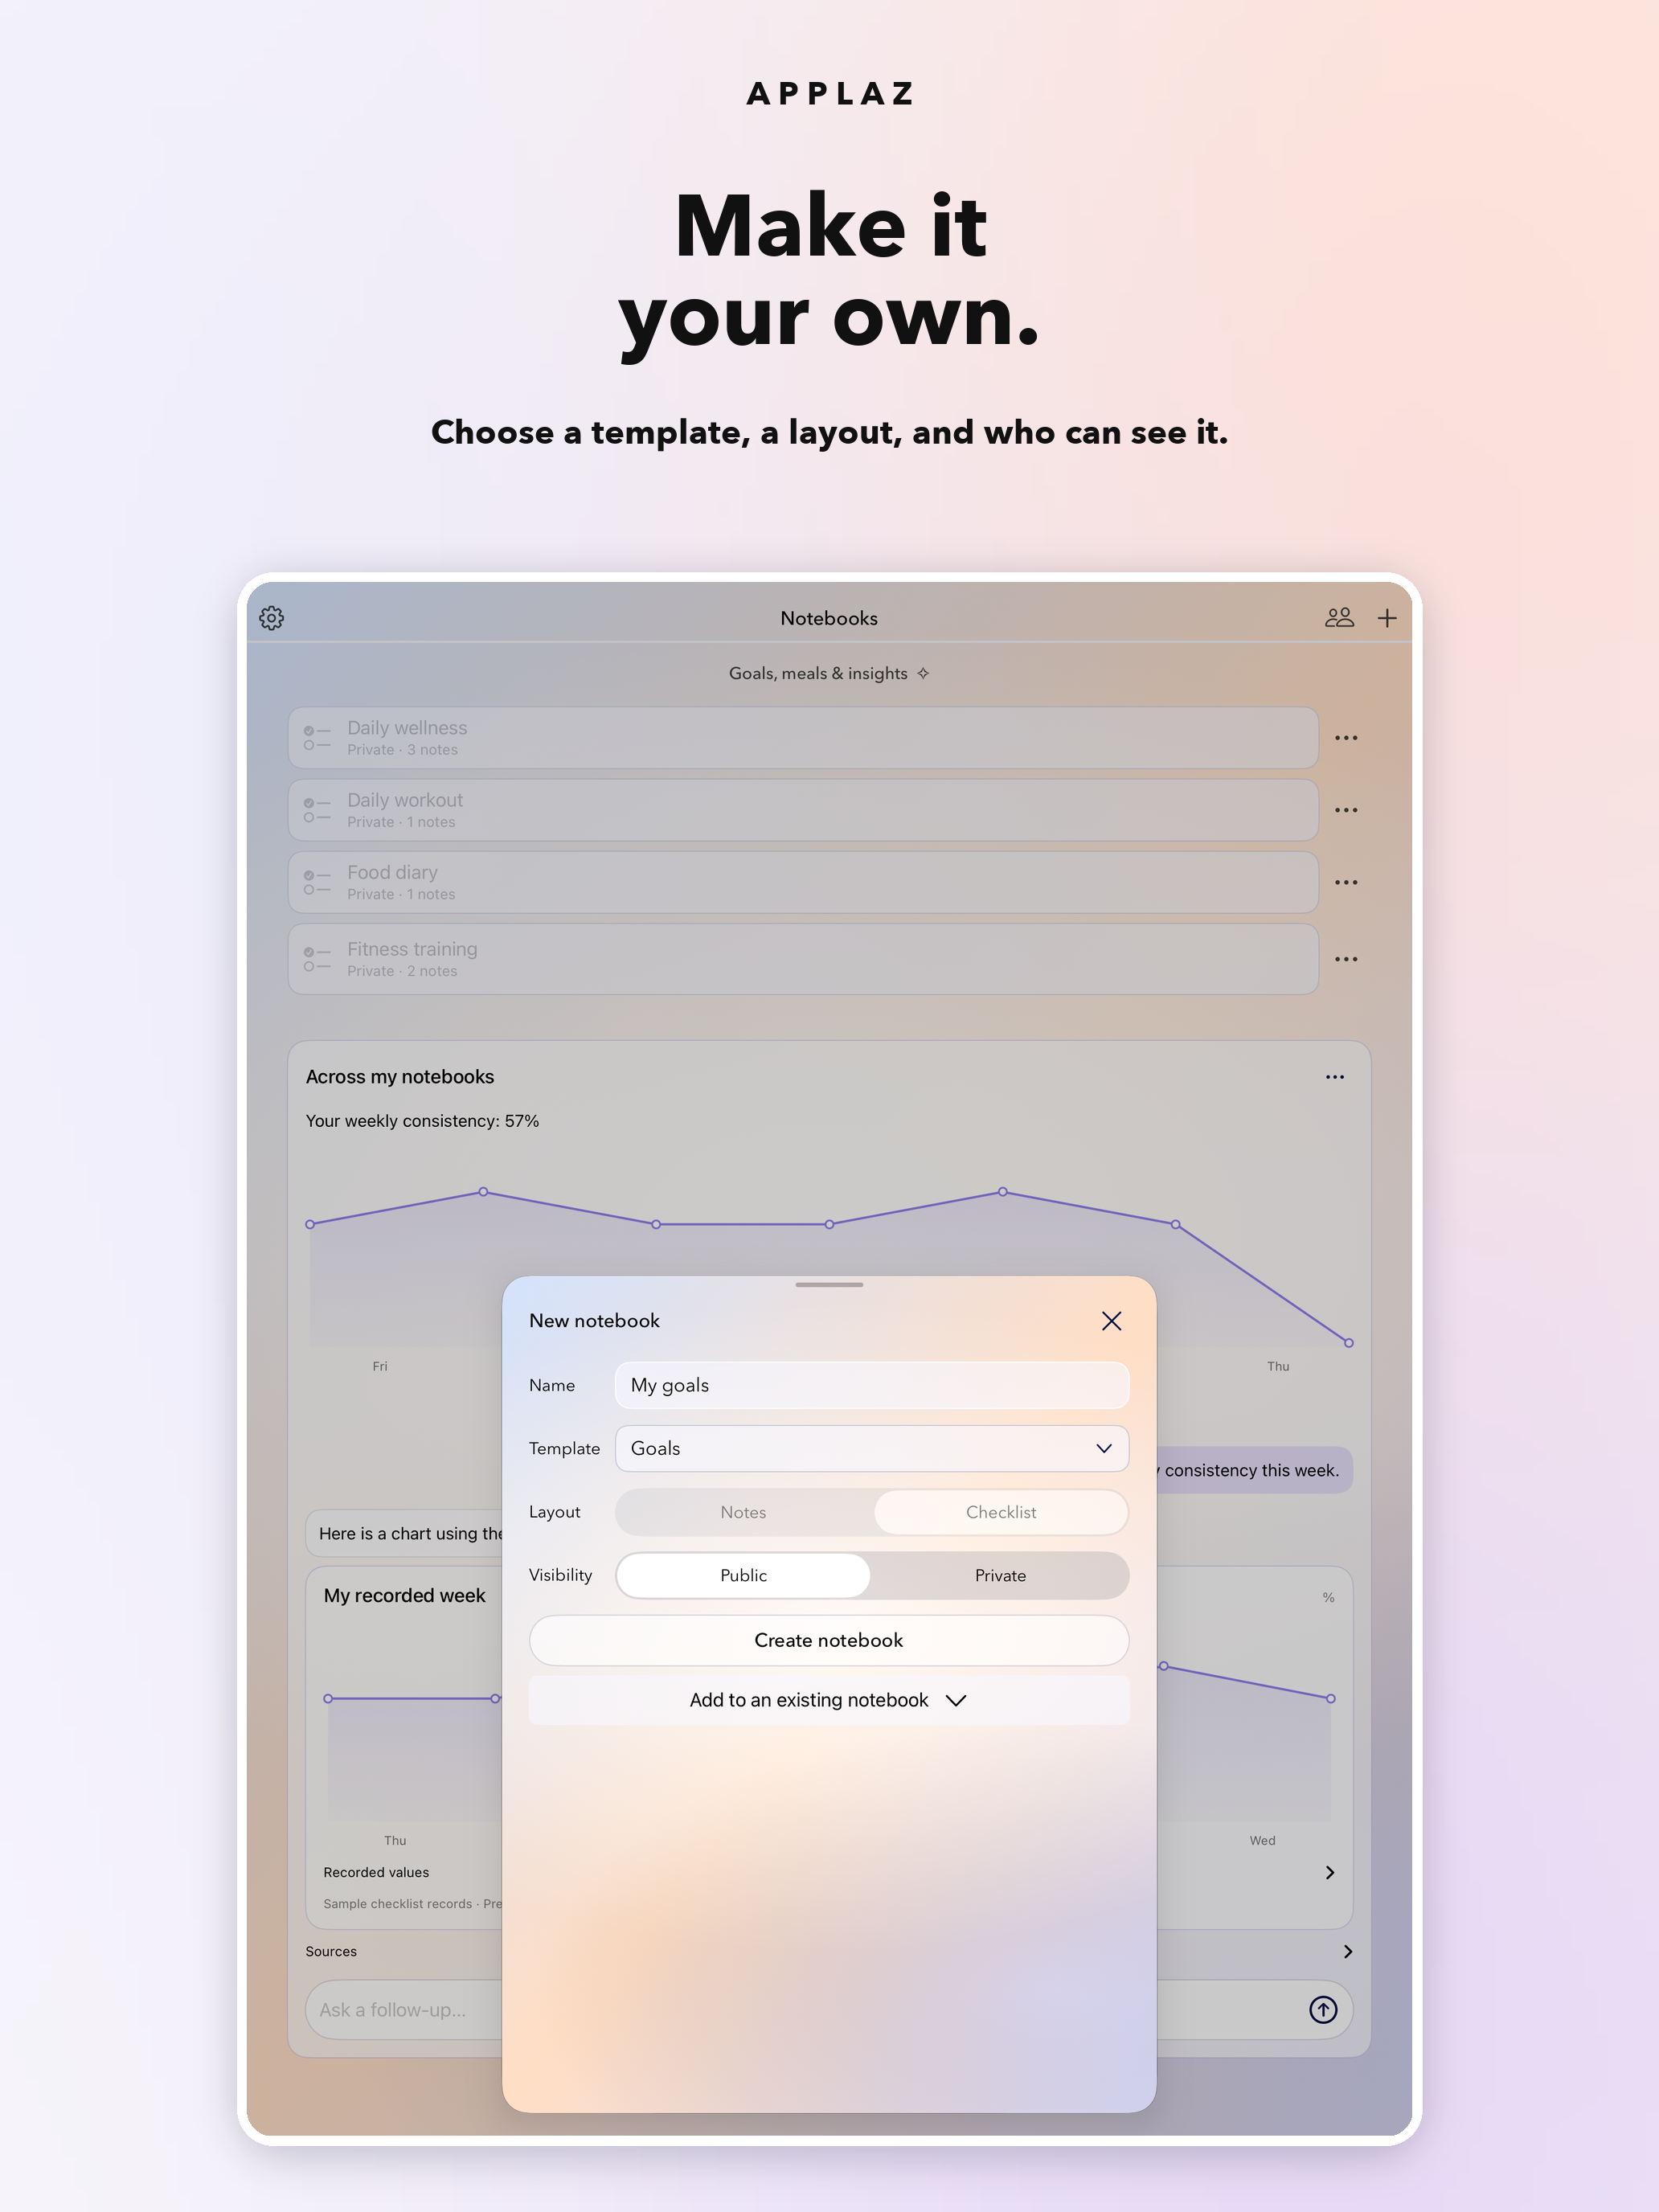 APPLAZ
Make it
your own.
Choose a template, a layout, and who can see it.
Notebooks
Goals, meals & insights
Daily wellness
Private · 3 notes
Daily workout
Private · 1 notes
Food diary
Private · 1 notes
Fitness training
Private · 2 notes
Across my notebooks
Your weekly consistency: 57%
Fri
Thu
consistency this week.
Here is a chart using the
My recorded week
%
Thu
Wed
Recorded values
Sample checklist records ·
Sources
Ask a follow-up...
New notebook
Name
My goals
Template
Goals
Layout
Notes
Checklist
Visibility
Public
Private
Create notebook
Add to an existing notebook